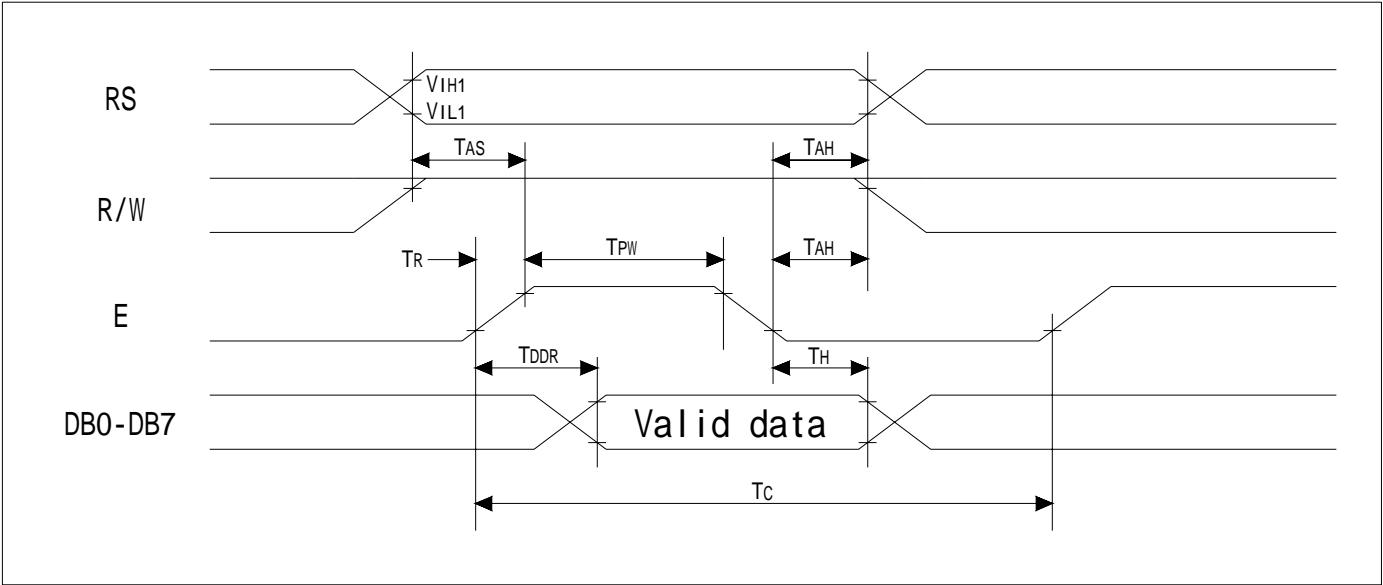 RS
VIH1
VIL1
TAS
TAH
R/W
TR
TPW
TAH
E
TDDR
TH
DB0-DB7
Valid data
TC